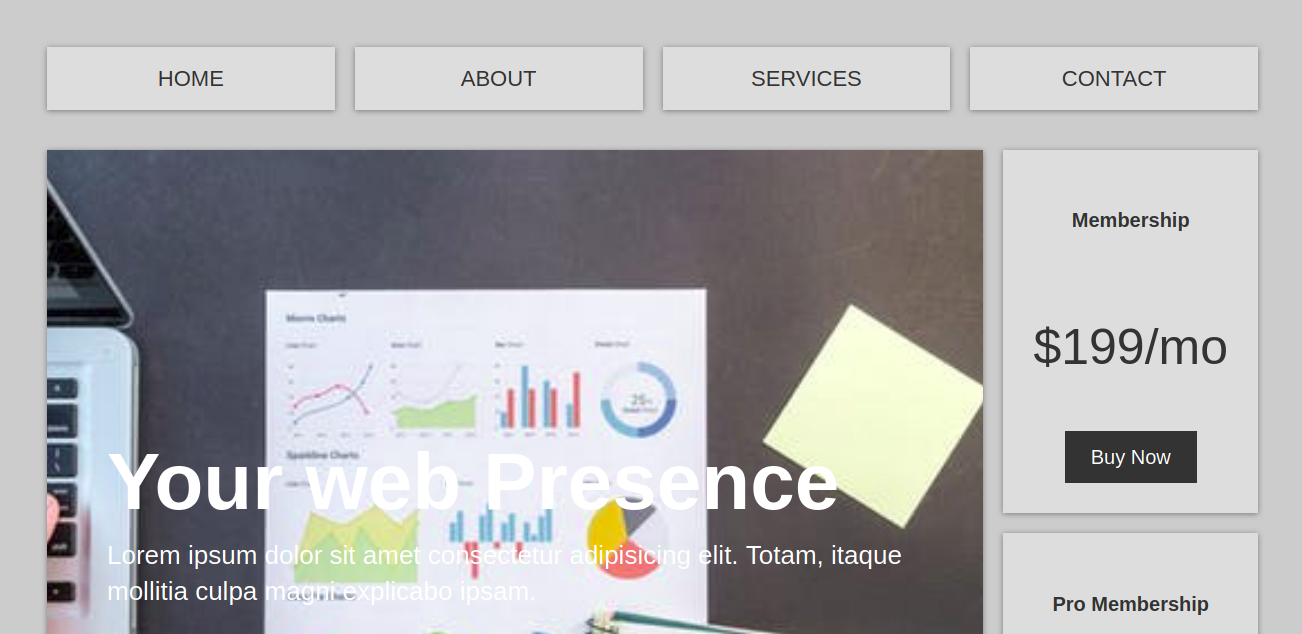 HOME
ABOUT
SERVICES
CONTACT
Your web Presence
Lorem ipsum dolor sit amet consectetur adipisicing elit. Totam, itaque
mollitia culpa magni explicabo ipsam.
Membership
$199/mo
Buy Now
Pro Membership